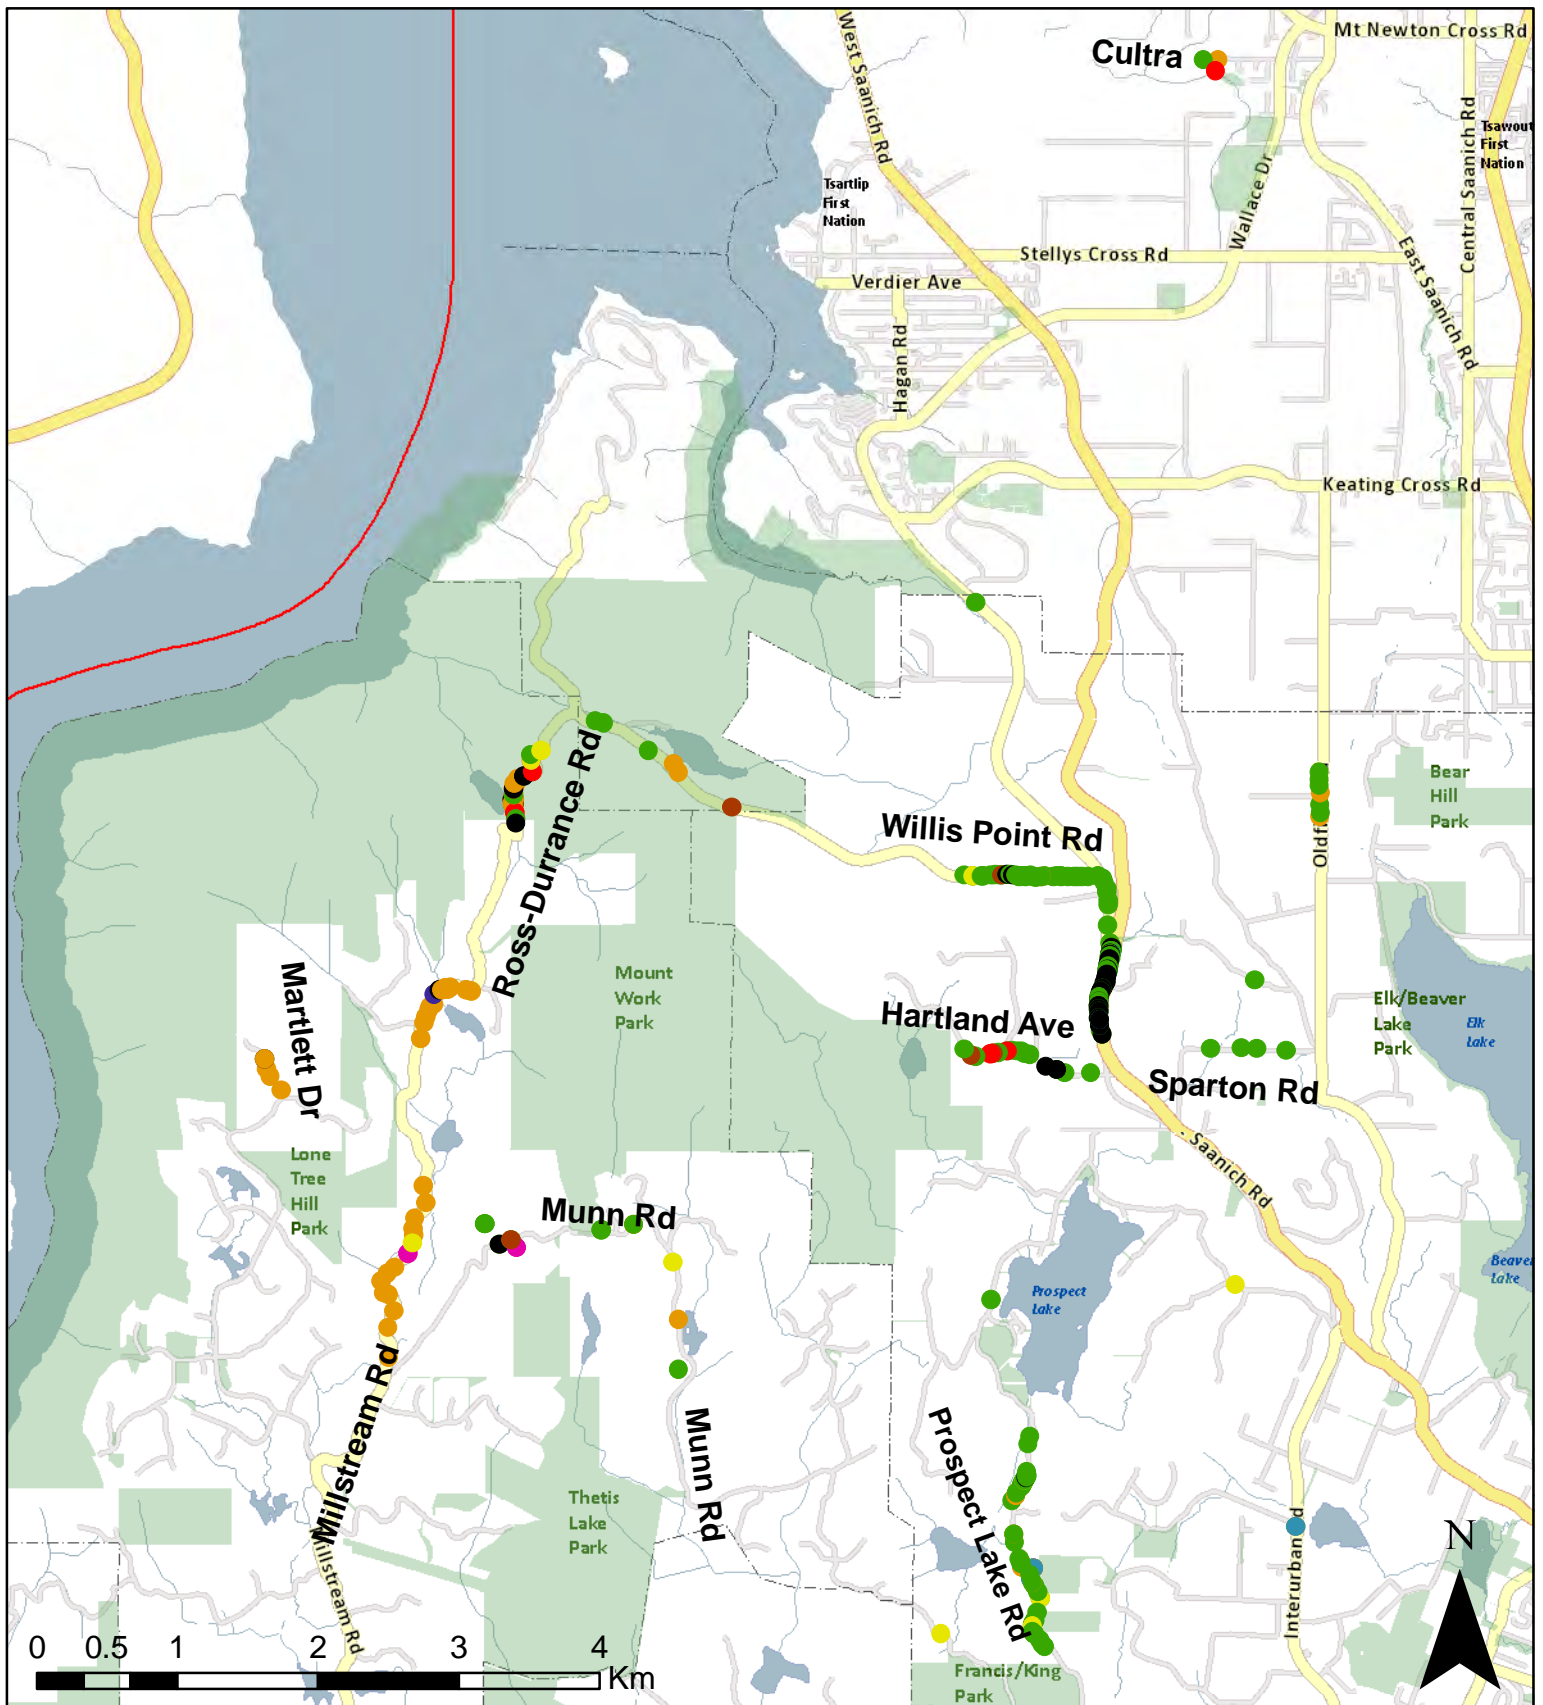 Mt Newton Cross Rd
Cultra
West Saanich Rd
Central Saanich Rd
Tsawout
First
Nation
Tsartlip
First
Nation
Wallace Dr
Stellys Cross Rd
East Saanich Rd
Verdier Ave
Hagan Rd
Keating Cross Rd
Ross-Durrance Rd
Bear
Hill
Park
Willis Point Rd
Oldfi
Martlett Dr
Mount
Work
Park
Hartland Ave
Elk/Beaver
Lake
Park
Elk
Lake
Sparton Rd
Saanich Rd
Lone
Tree
Hill
Park
Munn Rd
Beaver
Lake
Prospect
Lake
Millstream Rd
Munn Rd
Prospect Lake Rd
Thetis
Lake
Park
Millstream Rd
Interurban Rd
N
Francis/King
Park
0 0.5 1 2 3 4
Km